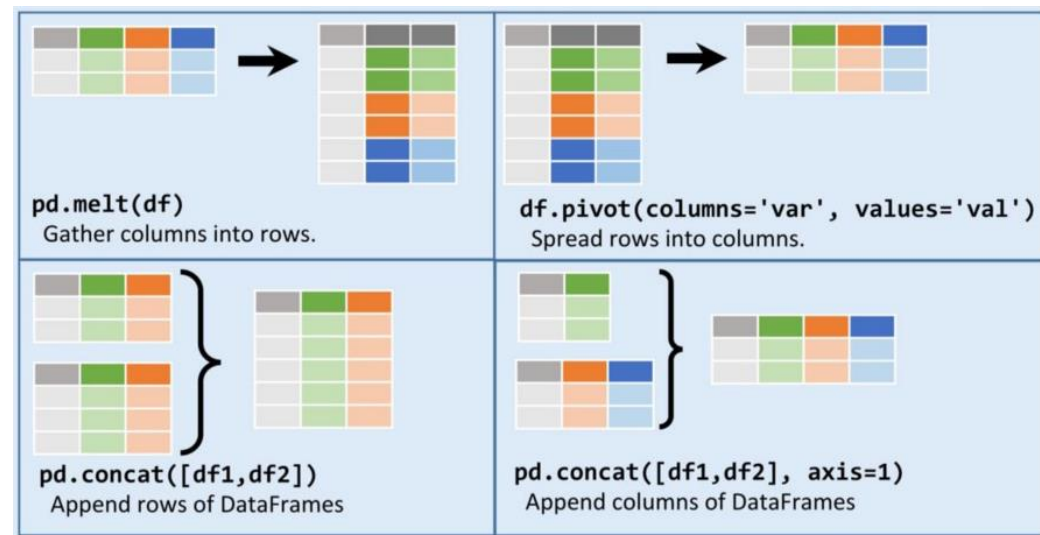 pd.melt(df)
Gather columns into rows.
df.pivot(columns='var', values='val')
Spread rows into columns.
pd.concat([df1,df2])
Append rows of DataFrames
pd.concat([df1,df2], axis=1)
Append columns of DataFrames